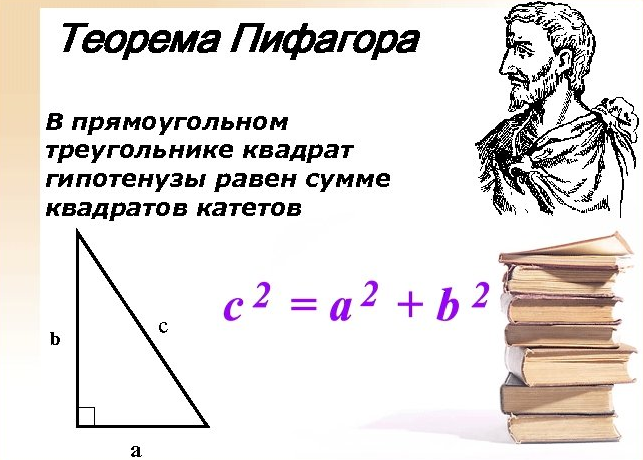 Теорема Пифагора
В прямоугольном
треугольнике квадрат
гипотенузы равен сумме
квадратов катетов
c² = a² + b²
b
c
a